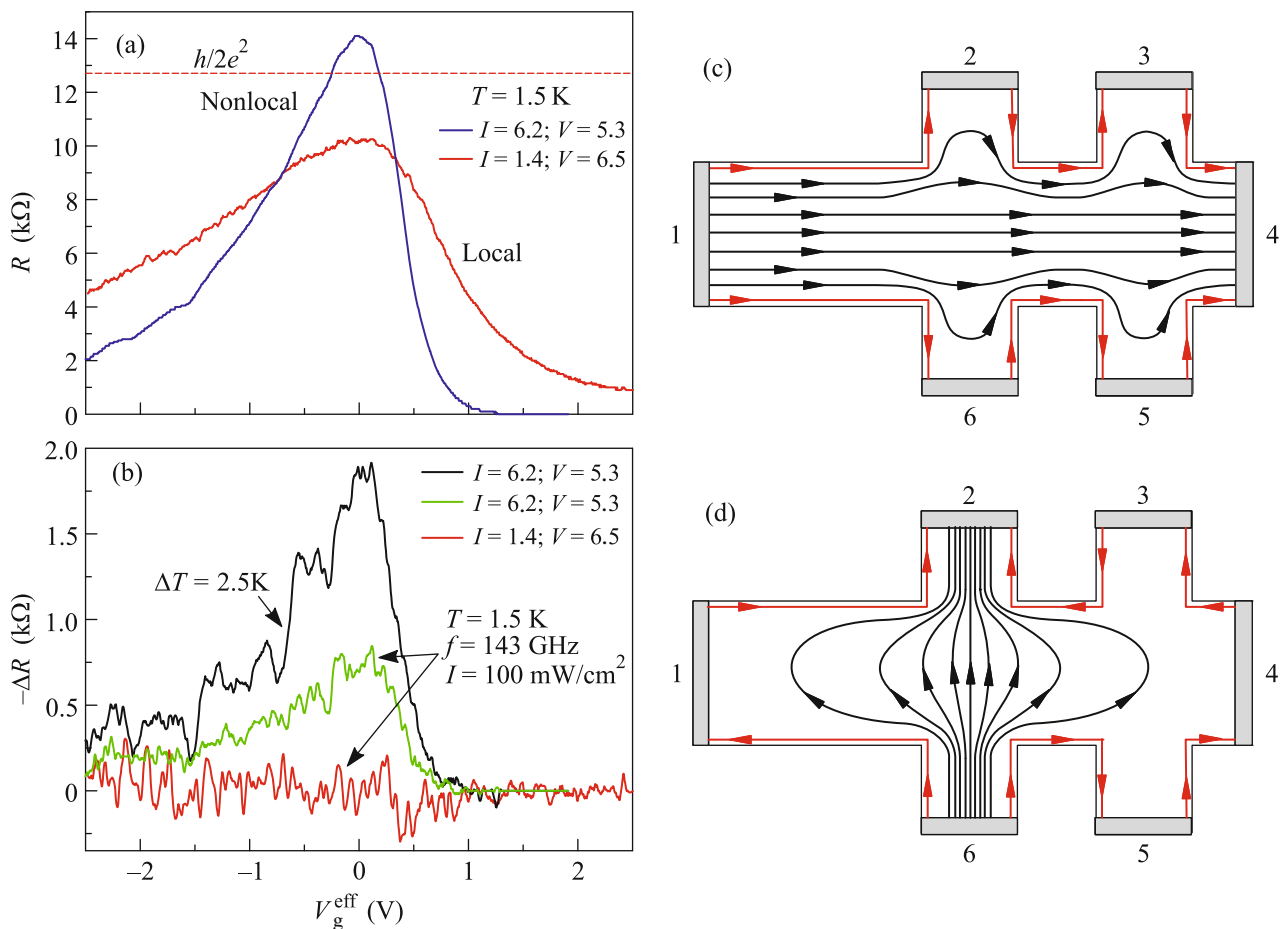 (a)
h/2e²
Nonlocal
T = 1.5 K
I = 6.2; V = 5.3
I = 1.4; V = 6.5
Local
R (kΩ)
14
12
10
8
6
4
2
0
(b)
I = 6.2; V = 5.3
I = 6.2; V = 5.3
I = 1.4; V = 6.5
ΔT = 2.5K
T = 1.5 K
f = 143 GHz
I = 100 mW/cm²
–ΔR (kΩ)
2.0
1.5
1.0
0.5
0
–2 –1 0 1 2
V_g^eff (V)
(c)
2 3
1 4
6 5
(d)
2 3
1 4
6 5